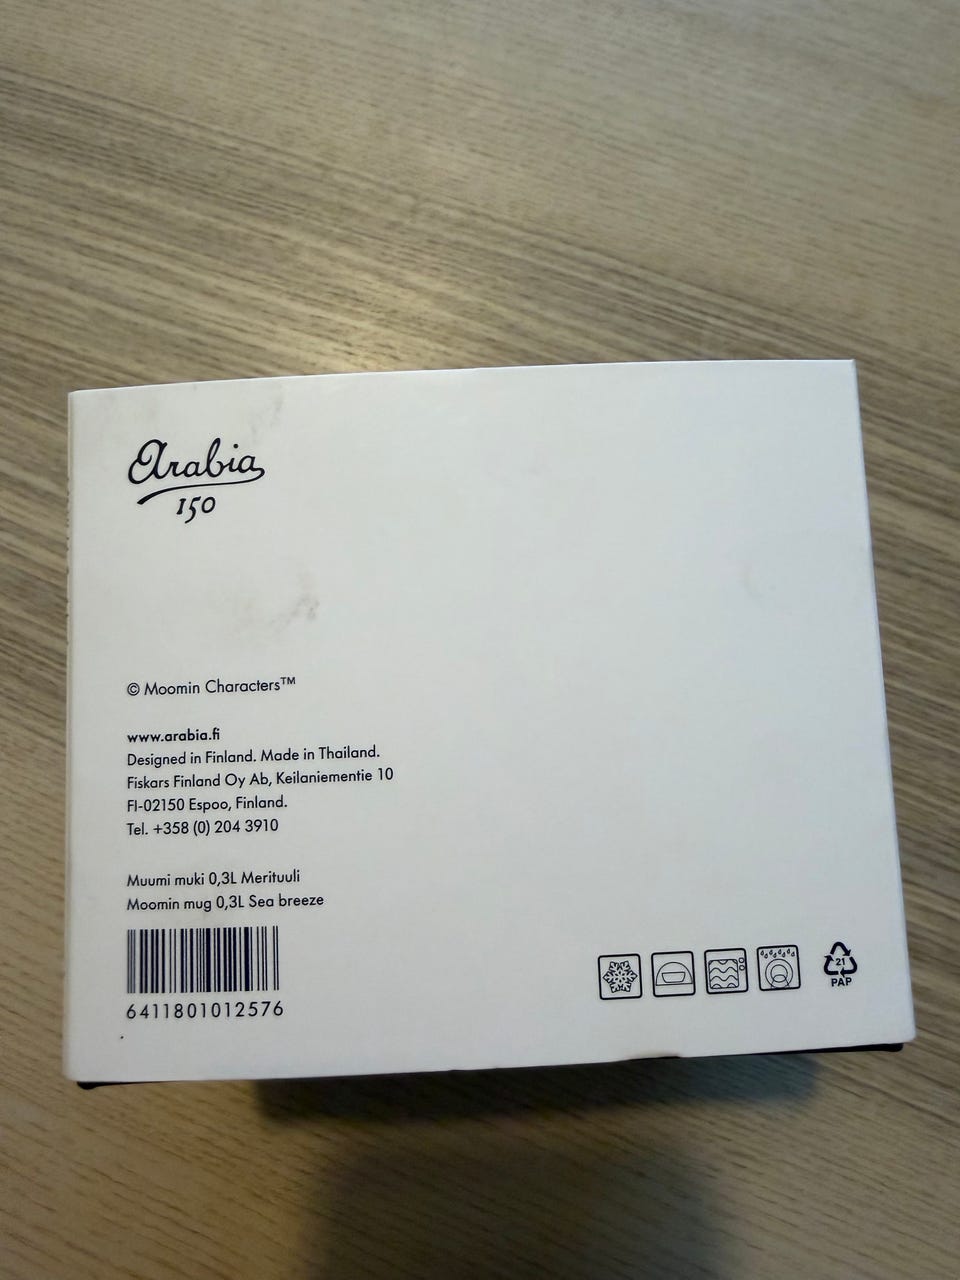 Arabia
150
© Moomin Characters™
www.arabia.fi
Designed in Finland. Made in Thailand.
Fiskars Finland Oy Ab, Keilaniementie 10
FI-02150 Espoo, Finland.
Tel. +358 (0) 204 3910
Muumi muki 0,3L Merituuli
Moomin mug 0,3L Sea breeze
6411801012576
21
PAP